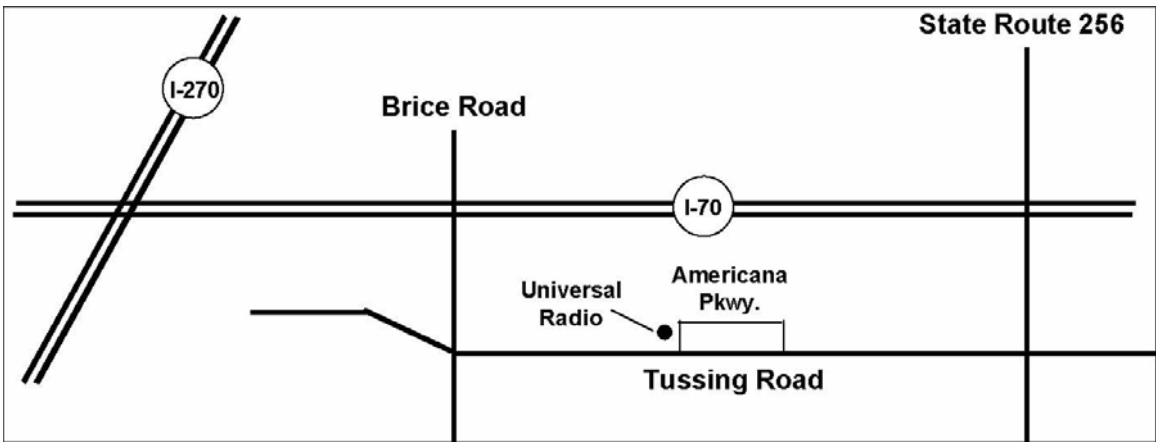 State Route 256
I-270
Brice Road
I-70
Americana
Pkwy.
Universal
Radio
Tussing Road